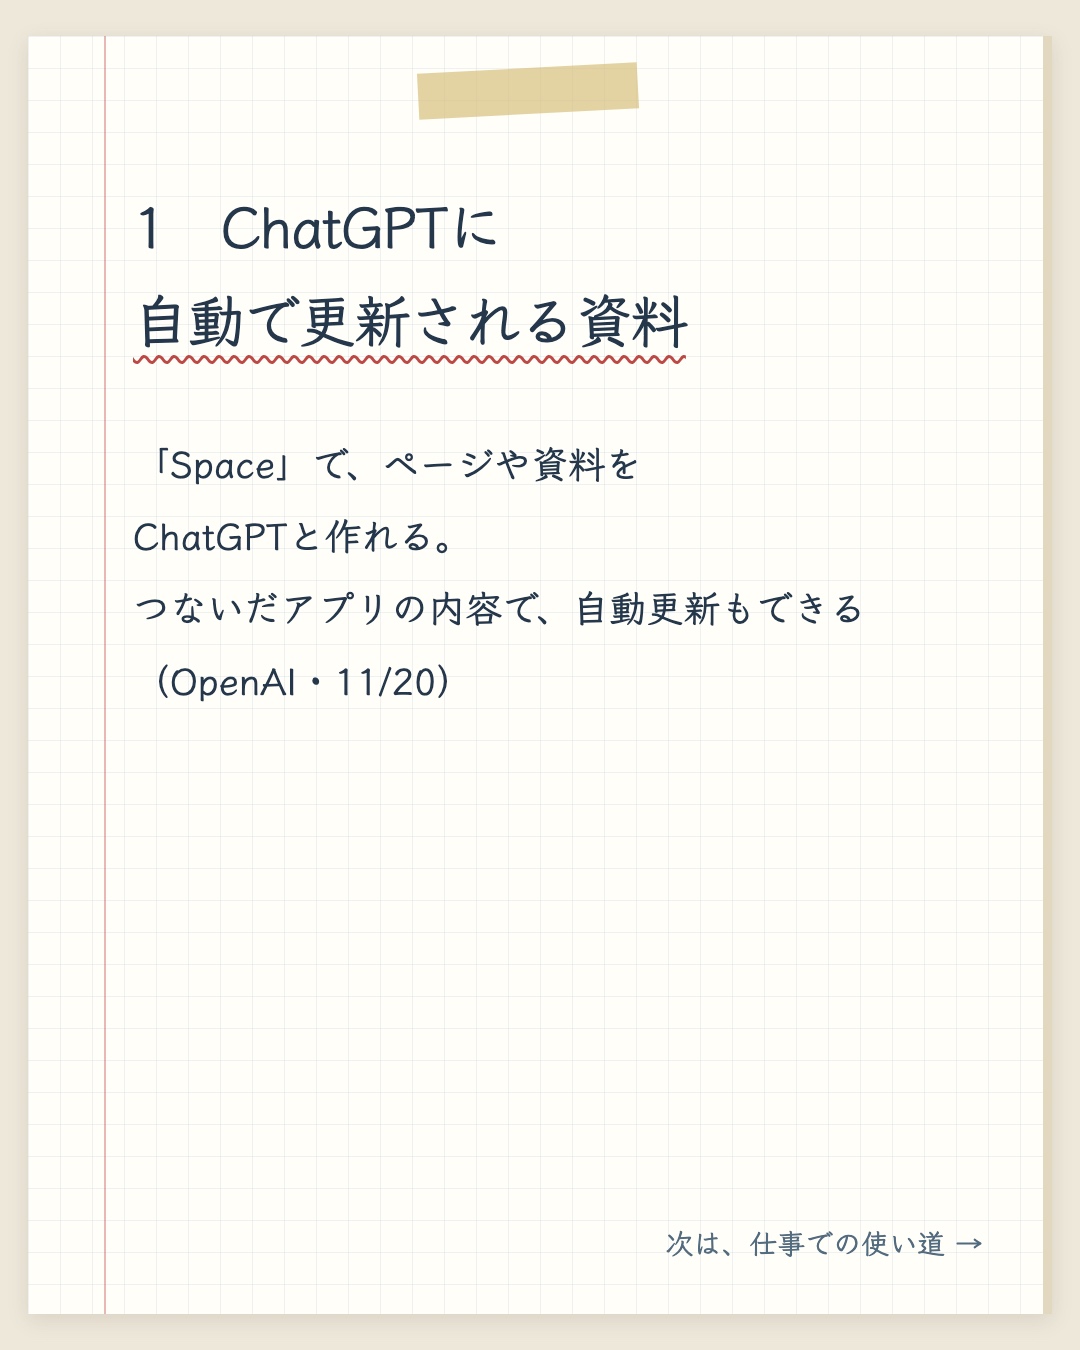 1　ChatGPTに
自動で更新される資料
「Space」で、ページや資料を
ChatGPTと作れる。
つないだアプリの内容で、自動更新もできる
（OpenAI・11/20）
次は、仕事での使い道 →